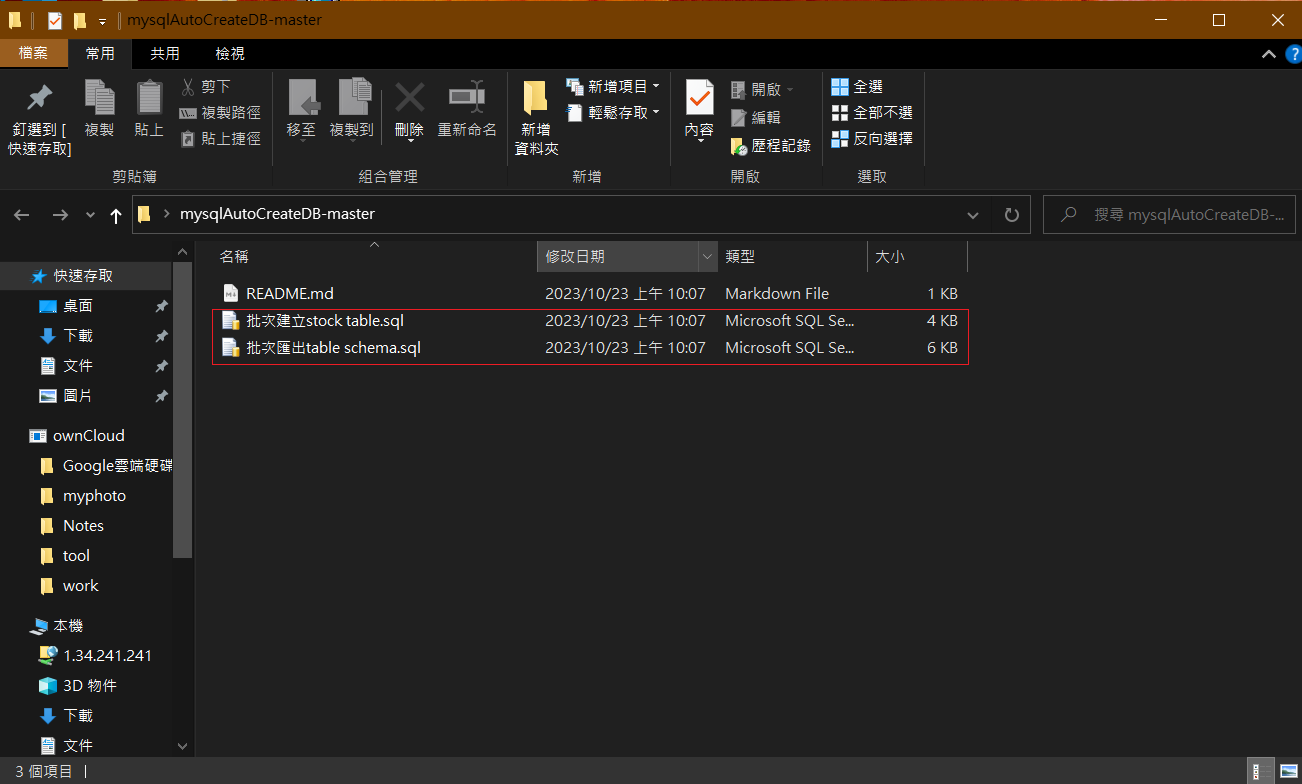 mysqlAutoCreateDB-master
檔案 常用 共用 檢視
釘選到 [
快速存取]
複製
貼上
剪下
複製路徑
貼上捷徑
剪貼簿
移至
複製到
刪除
重新命名
組合管理
新增
資料夾
新增項目
輕鬆存取
新增
內容
開啟
編輯
歷程記錄
開啟
全選
全部不選
反向選擇
選取
mysqlAutoCreateDB-master
搜尋 mysqlAutoCreateDB-...
名稱 修改日期 類型 大小
README.md 2023/10/23 上午 10:07 Markdown File 1 KB
批次建立stock table.sql 2023/10/23 上午 10:07 Microsoft SQL Se... 4 KB
批次匯出table schema.sql 2023/10/23 上午 10:07 Microsoft SQL Se... 6 KB
快速存取
桌面
下載
文件
圖片
ownCloud
Google雲端硬碟
myphoto
Notes
tool
work
本機
1.34.241.241
3D 物件
下載
文件
3 個項目